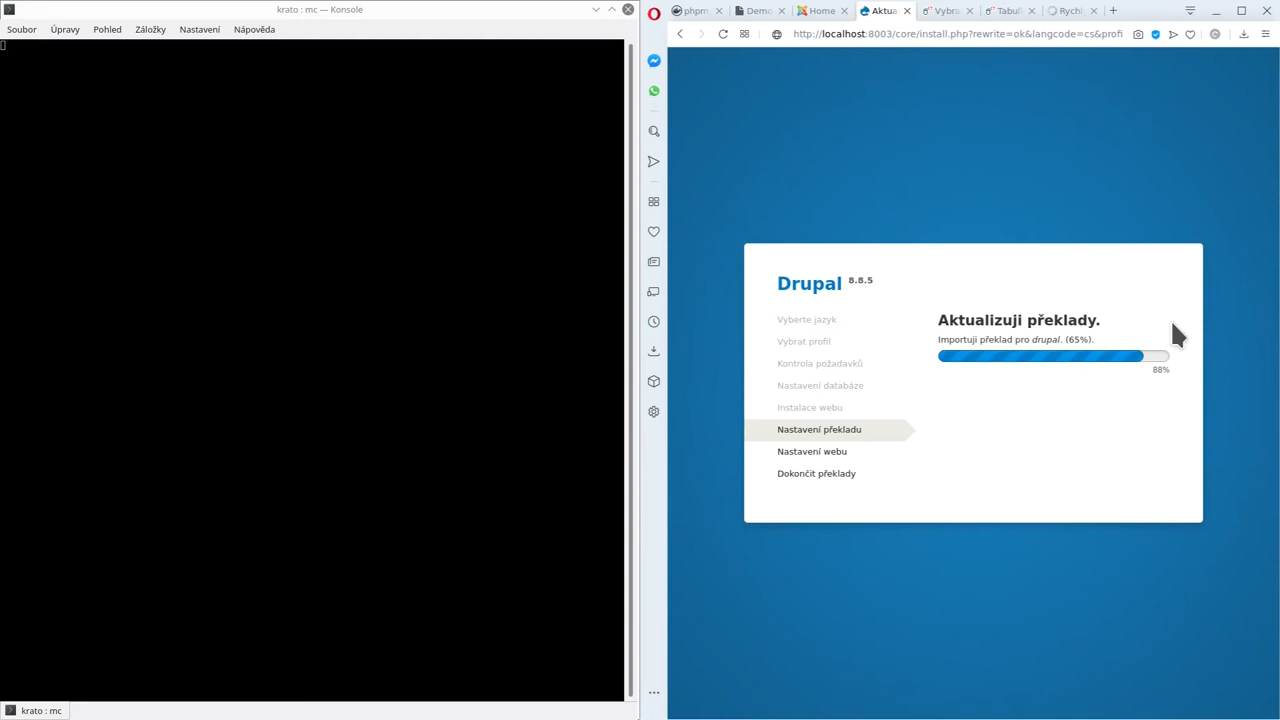 krato : mc — Konsole
Soubor Úpravy Pohled Záložky Nastavení Nápověda
krato : mc
phpm
Demo
Home
Aktua
Vybra
Tabul
Rychl
http://localhost:8003/core/install.php?rewrite=ok&langcode=cs&profi
Drupal 8.8.5
Vyberte jazyk
Vybrat profil
Kontrola požadavků
Nastavení databáze
Instalace webu
Nastavení překladu
Nastavení webu
Dokončit překlady
Aktualizuji překlady.
Importuji překlad pro drupal. (65%).
88%